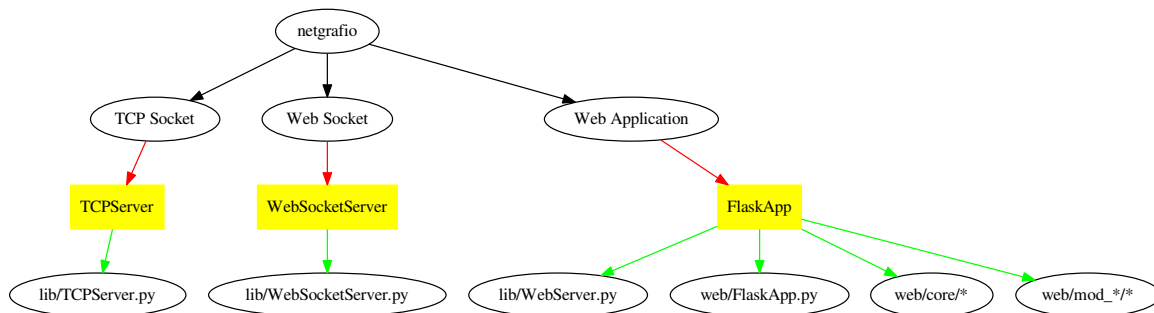 netgrafio
TCP Socket
Web Socket
Web Application
TCPServer
WebSocketServer
FlaskApp
lib/TCPServer.py
lib/WebSocketServer.py
lib/WebServer.py
web/FlaskApp.py
web/core/*
web/mod_*/*